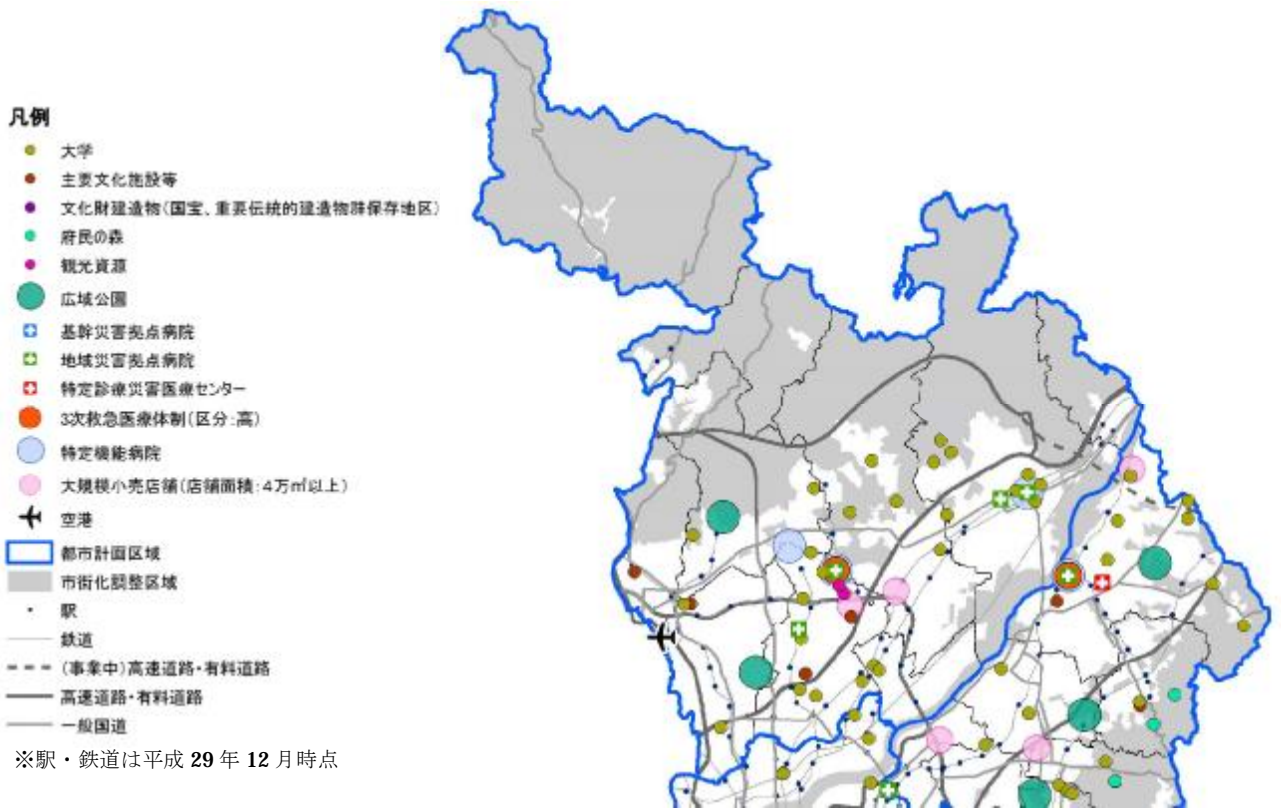 凡例
大学
主要文化施設等
文化財建造物(国宝、重要伝統的建造物群保存地区)
府民の森
観光資源
広域公園
基幹災害拠点病院
地域災害拠点病院
特定診療災害医療センター
3次救急医療体制(区分:高)
特定機能病院
大規模小売店舗(店舗面積:4万㎡以上)
空港
都市計画区域
市街化調整区域
駅
鉄道
(事業中)高速道路・有料道路
高速道路・有料道路
一般国道
※駅・鉄道は平成 29 年 12 月時点